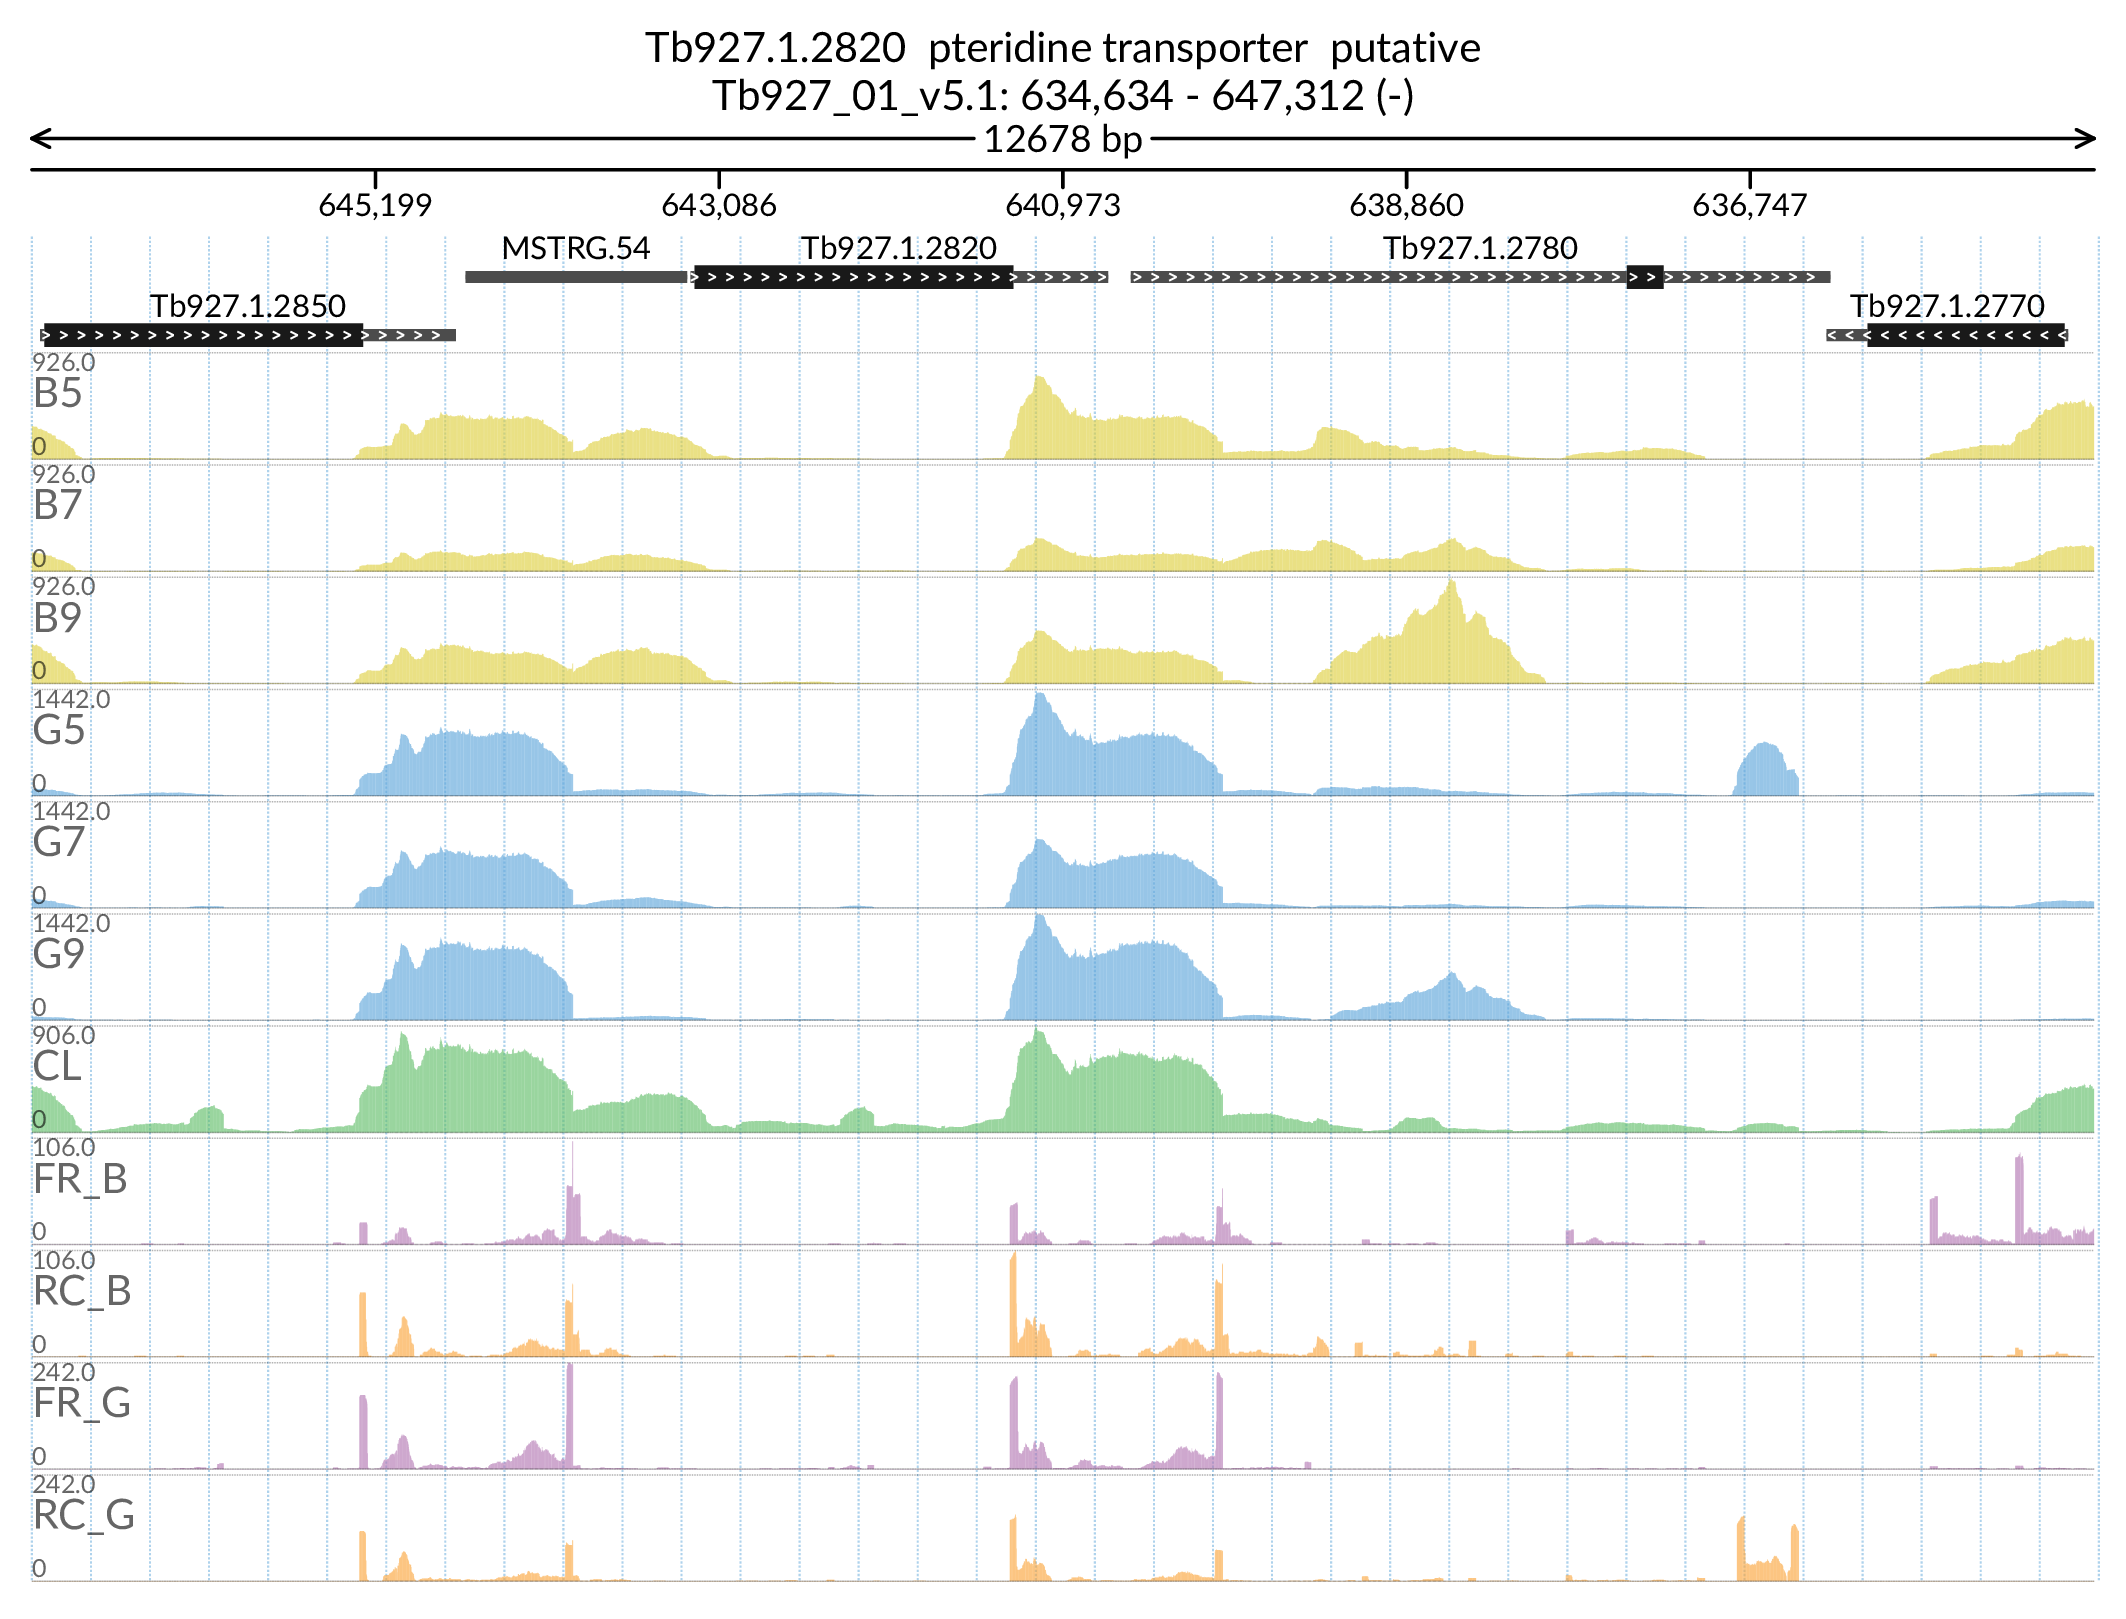 Tb927.1.2820  pteridine transporter  putative
Tb927_01_v5.1: 634,634 - 647,312 (-)
12678 bp
645,199 643,086 640,973 638,860 636,747
MSTRG.54 Tb927.1.2820 Tb927.1.2780
Tb927.1.2850 Tb927.1.2770
926.0
B5
0
926.0
B7
0
926.0
B9
0
1442.0
G5
0
1442.0
G7
0
1442.0
G9
0
906.0
CL
0
106.0
FR_B
0
106.0
RC_B
0
242.0
FR_G
0
242.0
RC_G
0